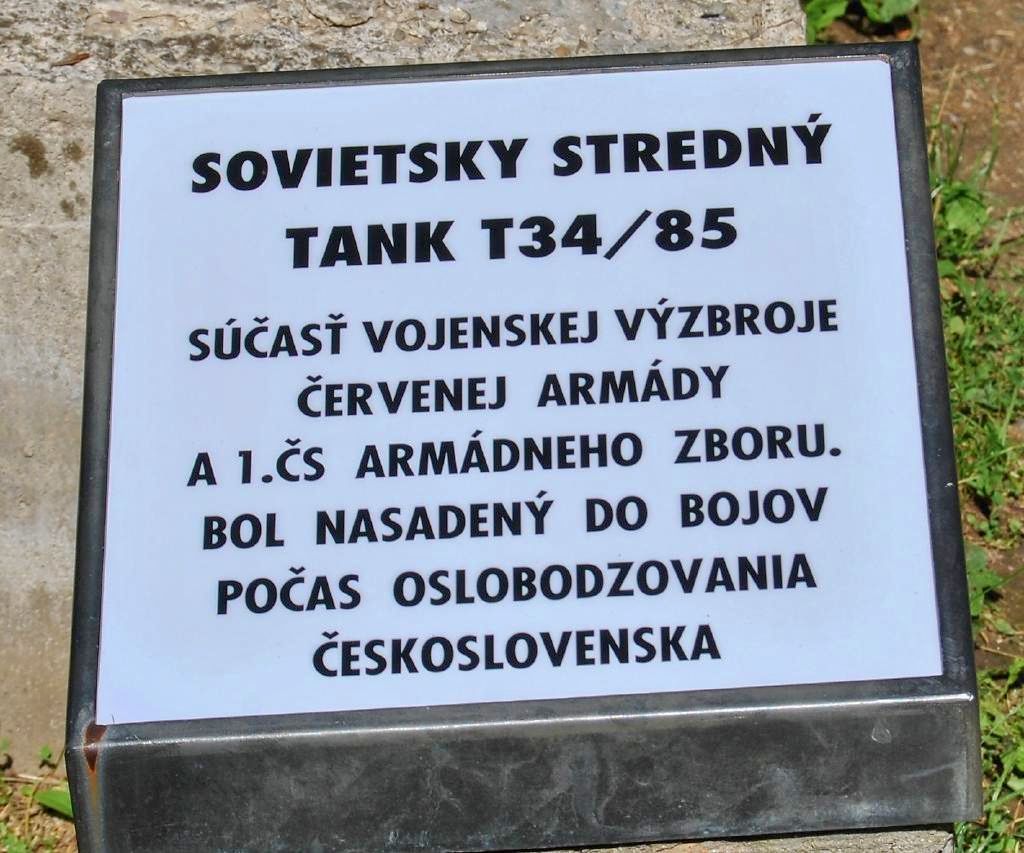 SOVIETSKY STREDNÝ
TANK T34/85
SÚČASŤ VOJENSKEJ VÝZBROJE
ČERVENEJ ARMÁDY
A 1.ČS ARMÁDNEHO ZBORU.
BOL NASADENÝ DO BOJOV
POČAS OSLOBODZOVANIA
ČESKOSLOVENSKA